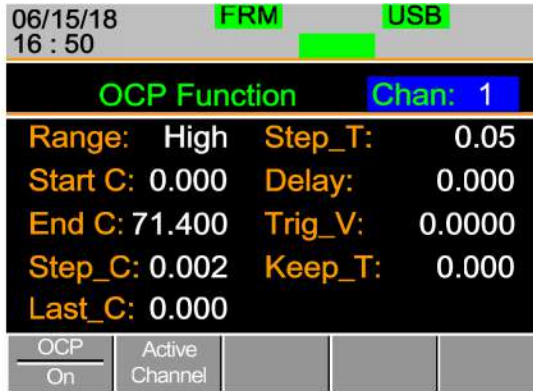 06/15/18 FRM USB
16 : 50
OCP Function Chan: 1
Range: High Step_T: 0.05
Start C: 0.000 Delay: 0.000
End C: 71.400 Trig_V: 0.0000
Step_C: 0.002 Keep_T: 0.000
Last_C: 0.000
OCP Active
On Channel